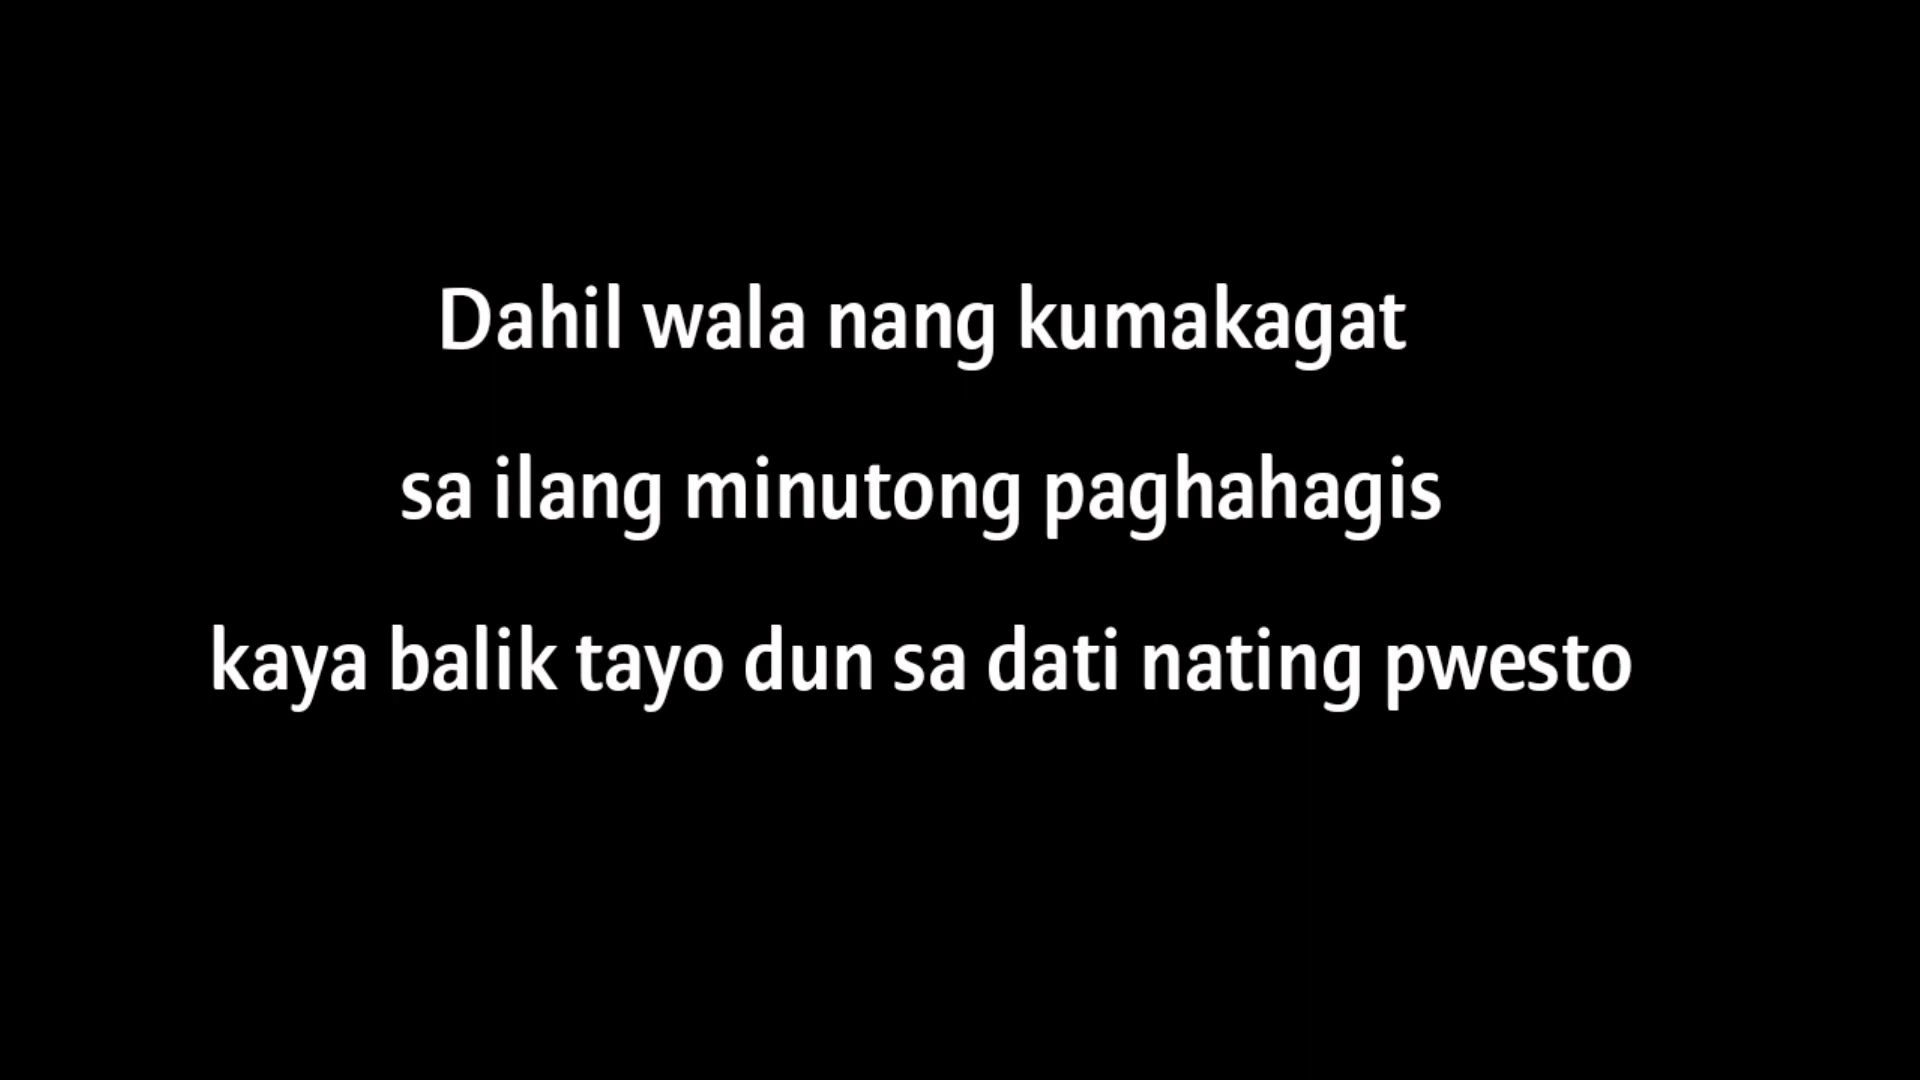 Dahil wala nang kumakagat
sa ilang minutong paghahagis
kaya balik tayo dun sa dati nating pwesto